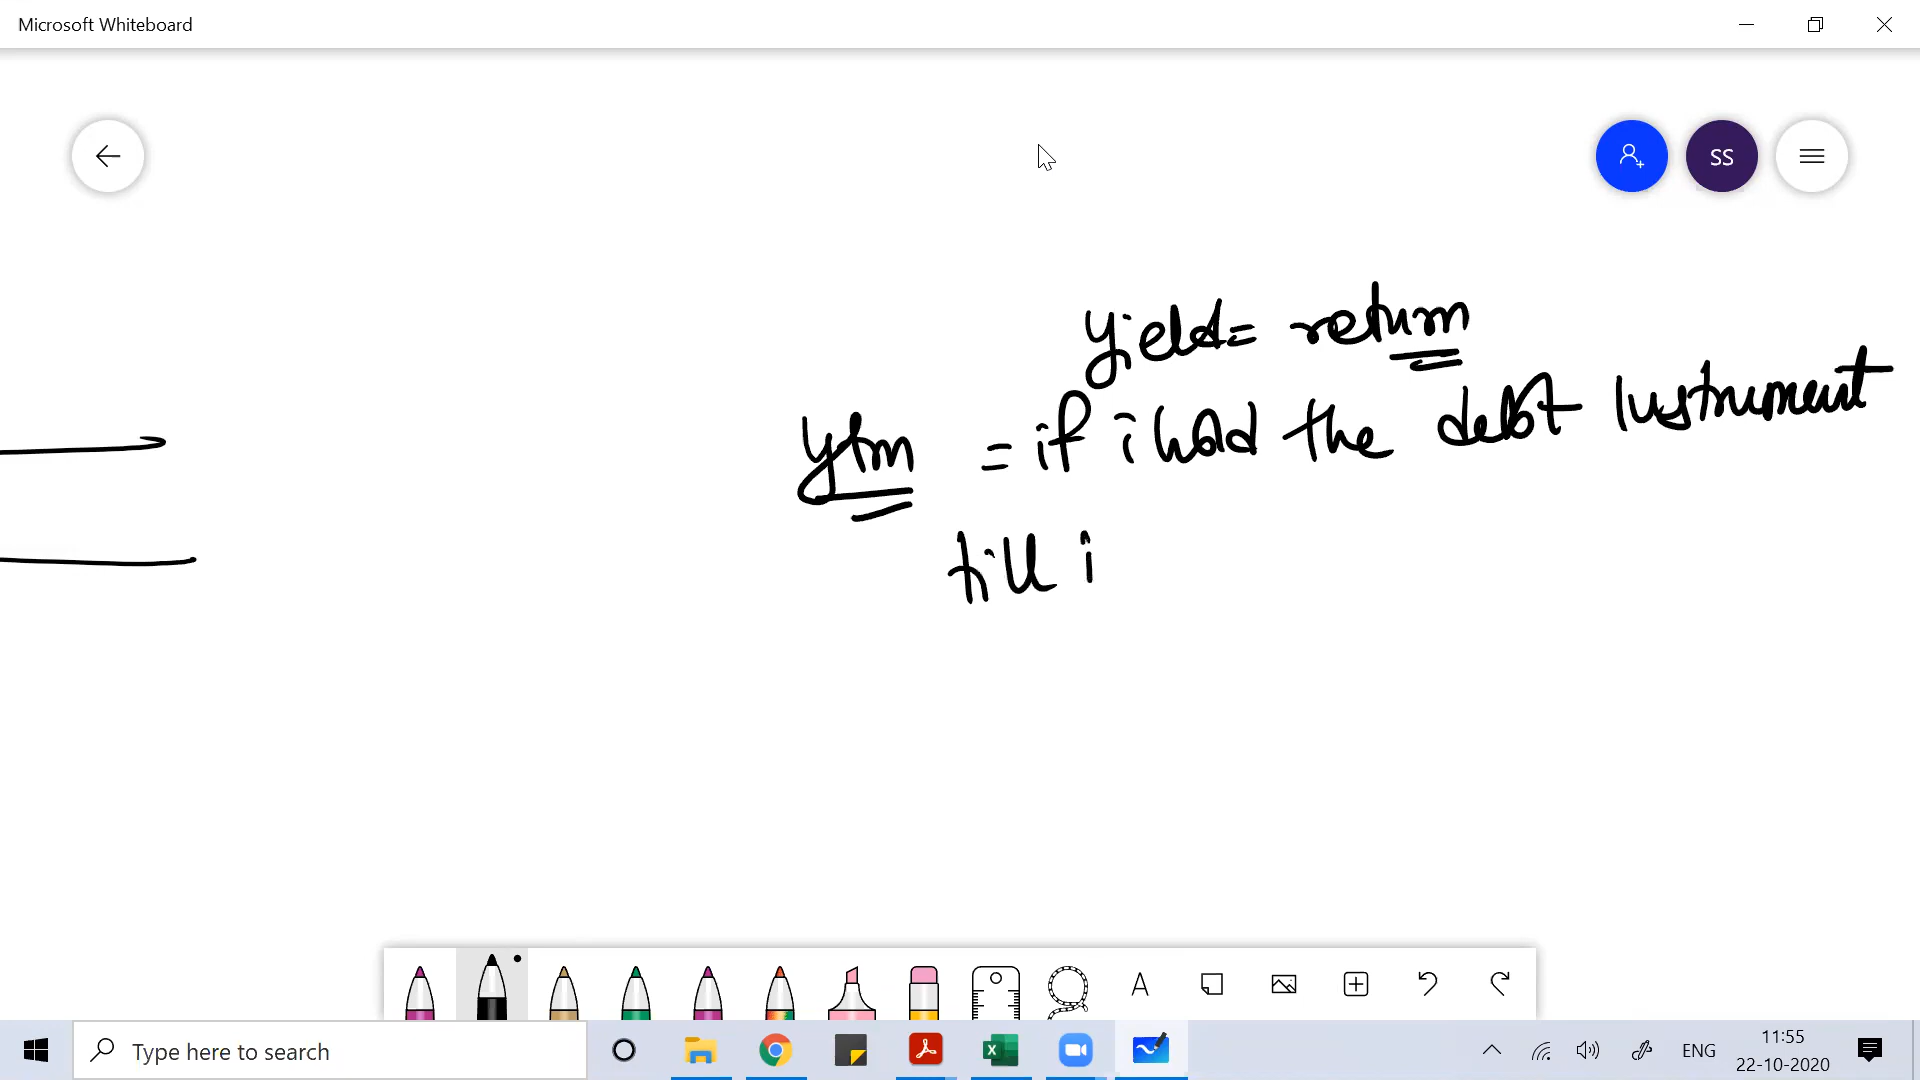 Microsoft Whiteboard
SS
yield = return
ytm = if i hold the debt instrument
till i
A
Type here to search
ENG
11:55
22-10-2020